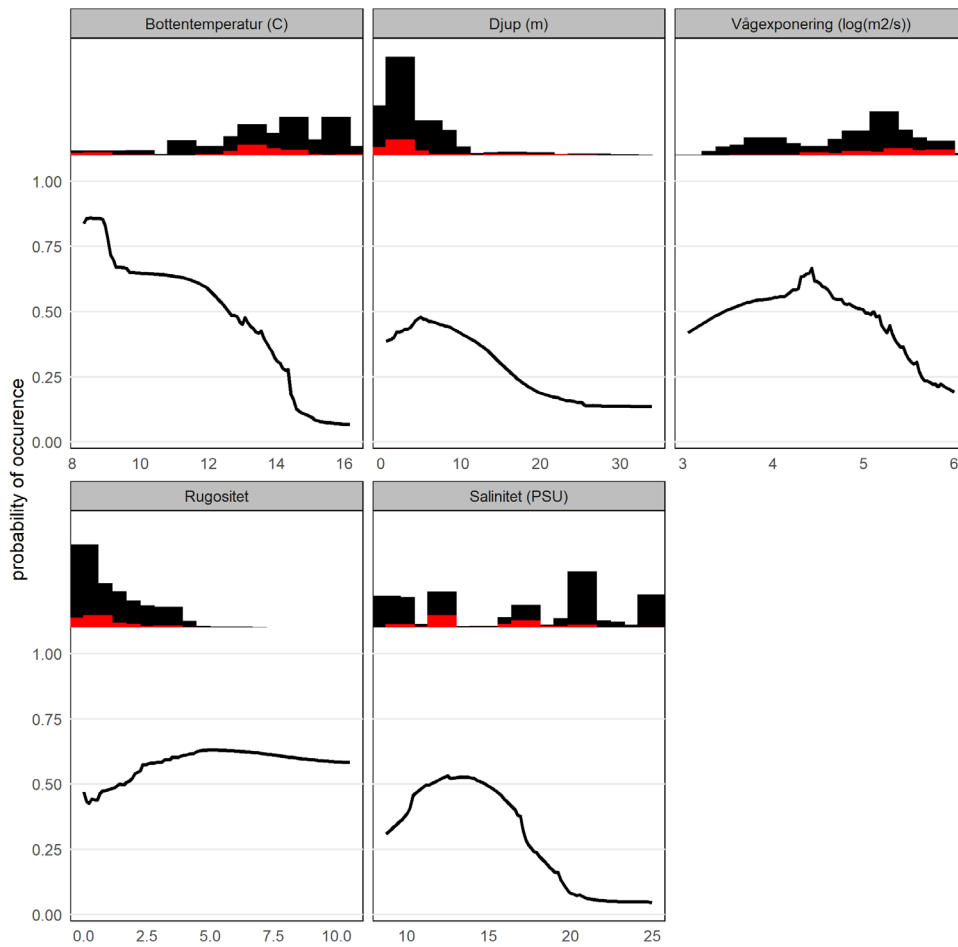 Bottentemperatur (C)
Djup (m)
Vågexponering (log(m2/s))
1.00
0.75
0.50
0.25
0.00
8 10 12 14 16
0 10 20 30
3 4 5 6
probability of occurence
Rugositet
Salinitet (PSU)
1.00
0.75
0.50
0.25
0.00
0.0 2.5 5.0 7.5 10.0
10 15 20 25